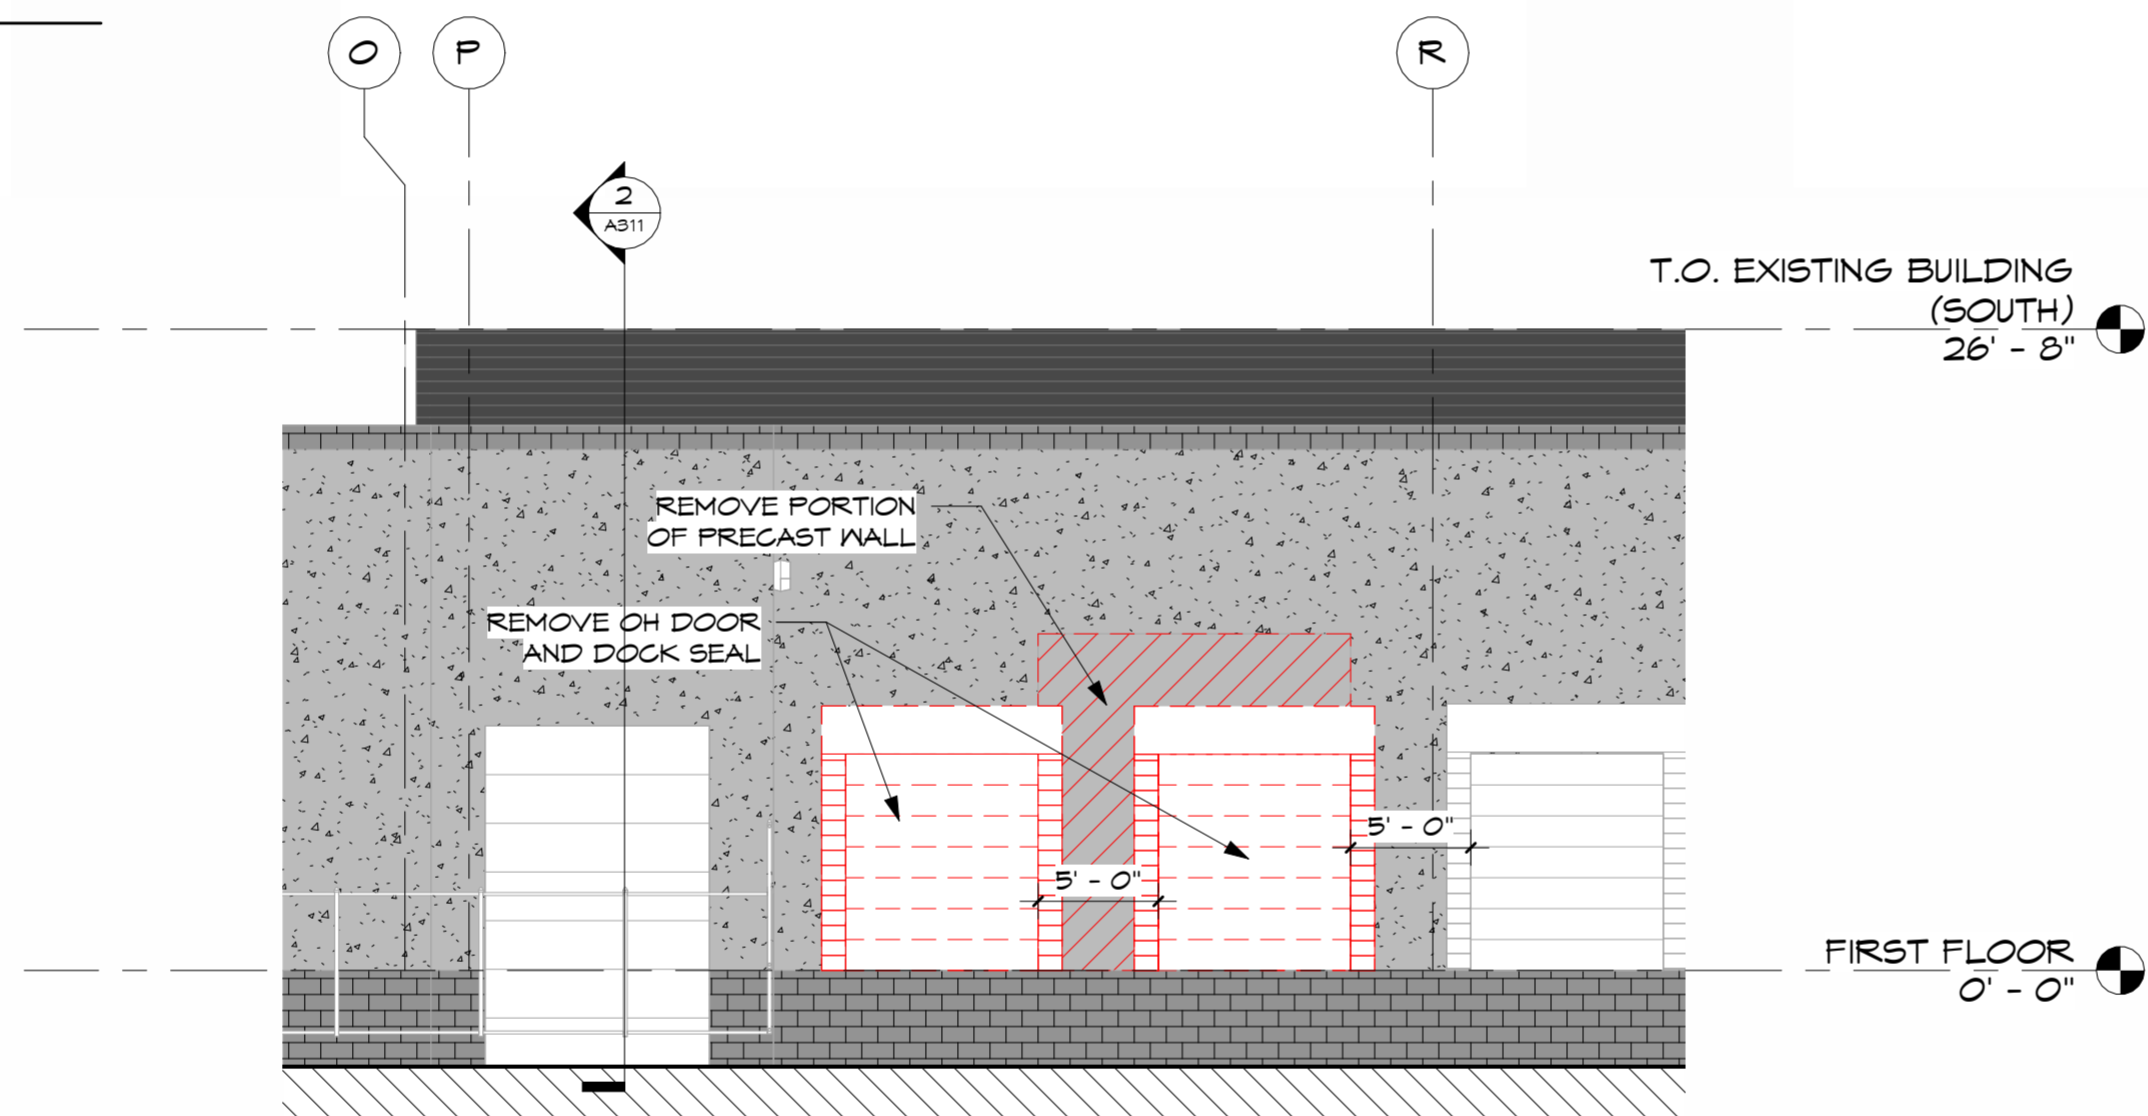 O
P
R
2
A311
T.O. EXISTING BUILDING
(SOUTH)
26' - 8"
REMOVE PORTION
OF PRECAST WALL
REMOVE OH DOOR
AND DOCK SEAL
5' - 0"
5' - 0"
FIRST FLOOR
0' - 0"